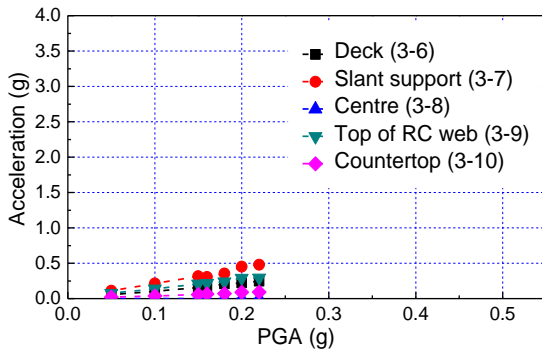 4.0
3.5
3.0
2.5
2.0
1.5
1.0
0.5
0.0
Acceleration (g)
Deck (3-6)
Slant support (3-7)
Centre (3-8)
Top of RC web (3-9)
Countertop (3-10)
0.0 0.1 0.2 0.3 0.4 0.5
PGA (g)